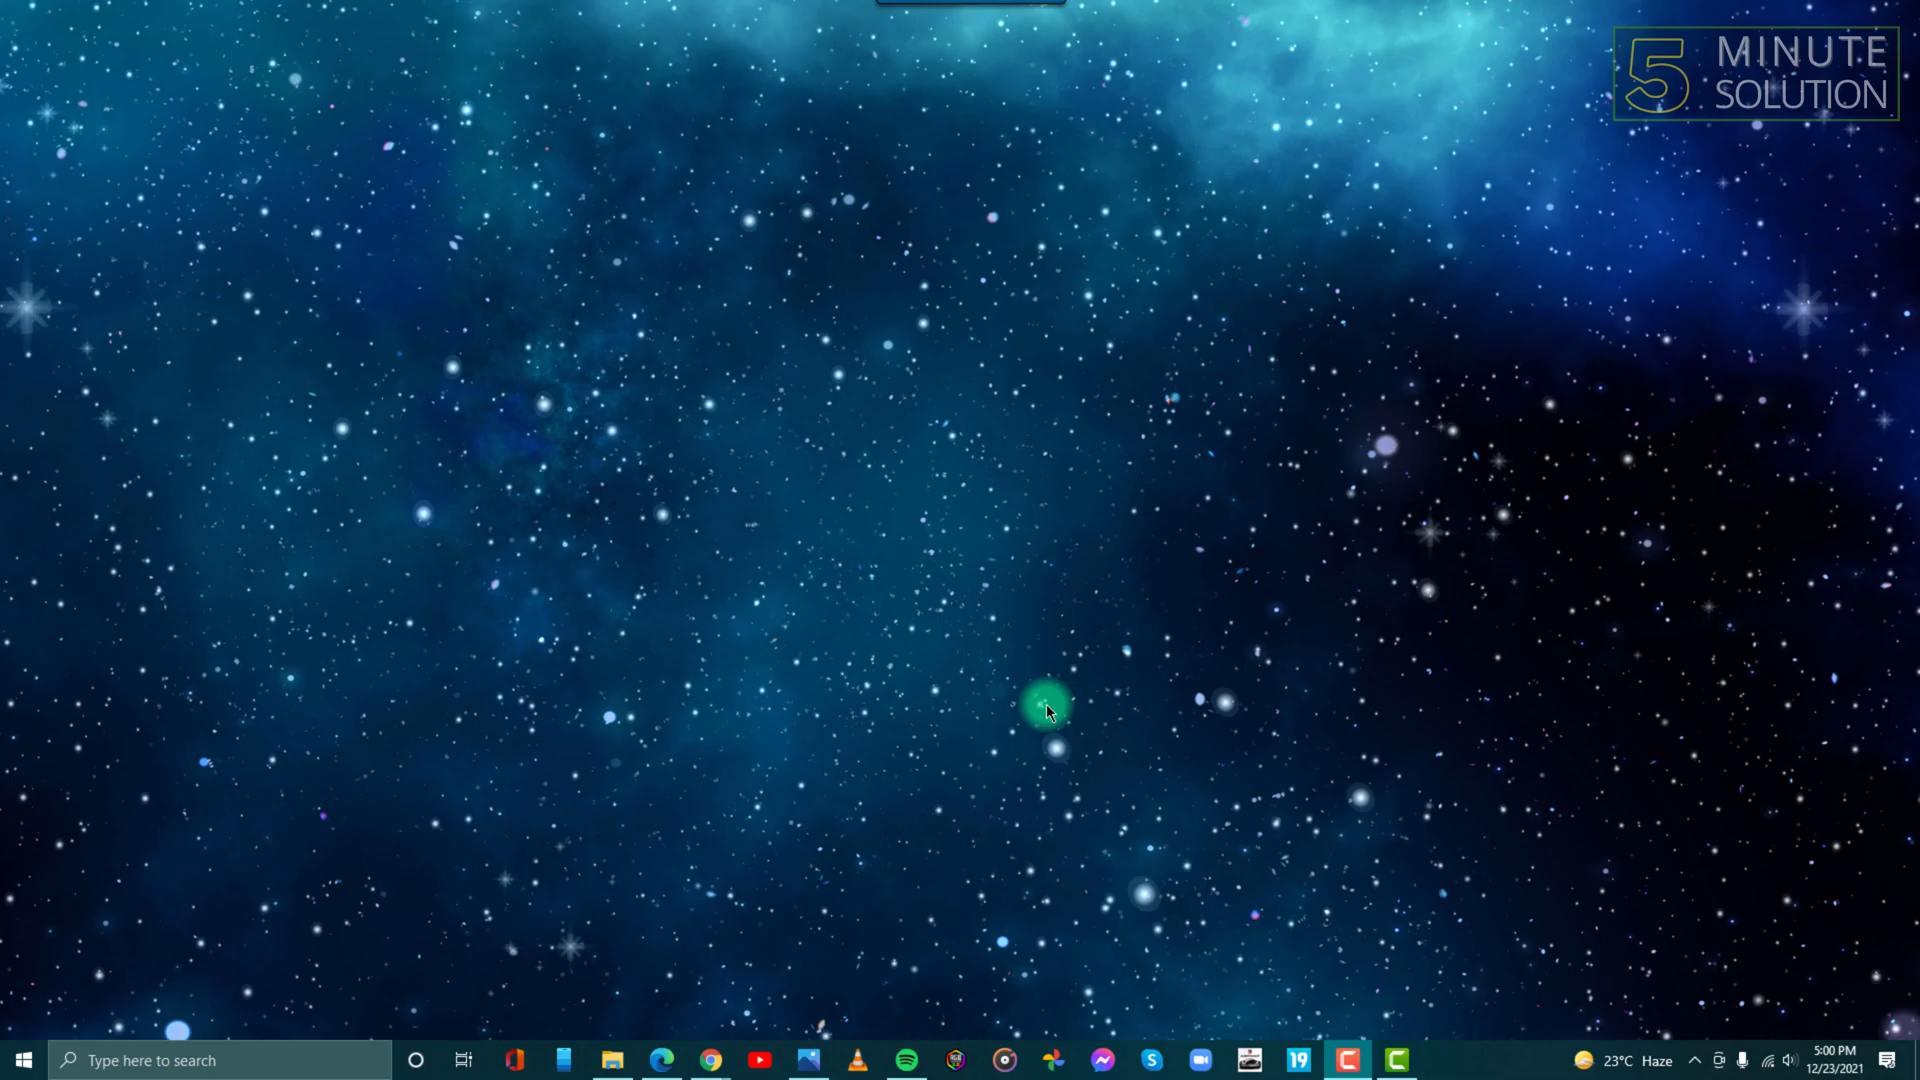 5 MINUTE
SOLUTION
Type here to search
19
23°C Haze
5:00 PM
12/23/2021